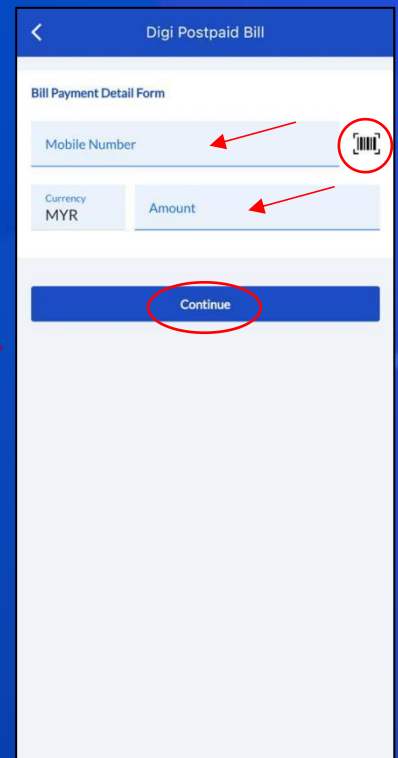 Digi Postpaid Bill
Bill Payment Detail Form
Mobile Number
Currency
MYR
Amount
Continue